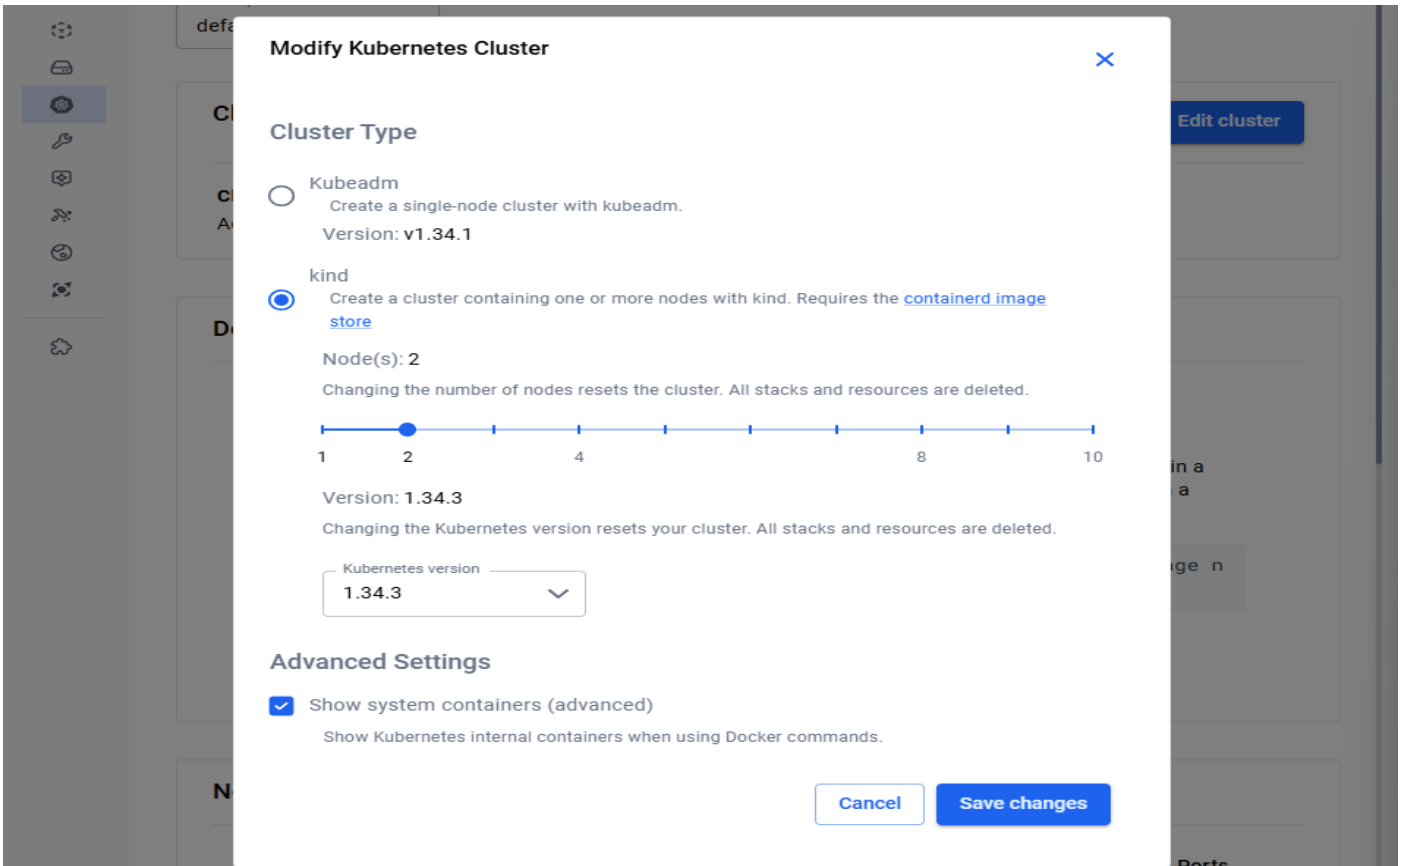 defa
Modify Kubernetes Cluster
Edit cluster
Cluster Type
Kubeadm
Create a single-node cluster with kubeadm.
Version: v1.34.1
kind
Create a cluster containing one or more nodes with kind. Requires the containerd image
store
Node(s): 2
Changing the number of nodes resets the cluster. All stacks and resources are deleted.
1 2 4 8 10
in a
a
Version: 1.34.3
Changing the Kubernetes version resets your cluster. All stacks and resources are deleted.
Kubernetes version
1.34.3
age n
Advanced Settings
Show system containers (advanced)
Show Kubernetes internal containers when using Docker commands.
Cancel Save changes
Ports